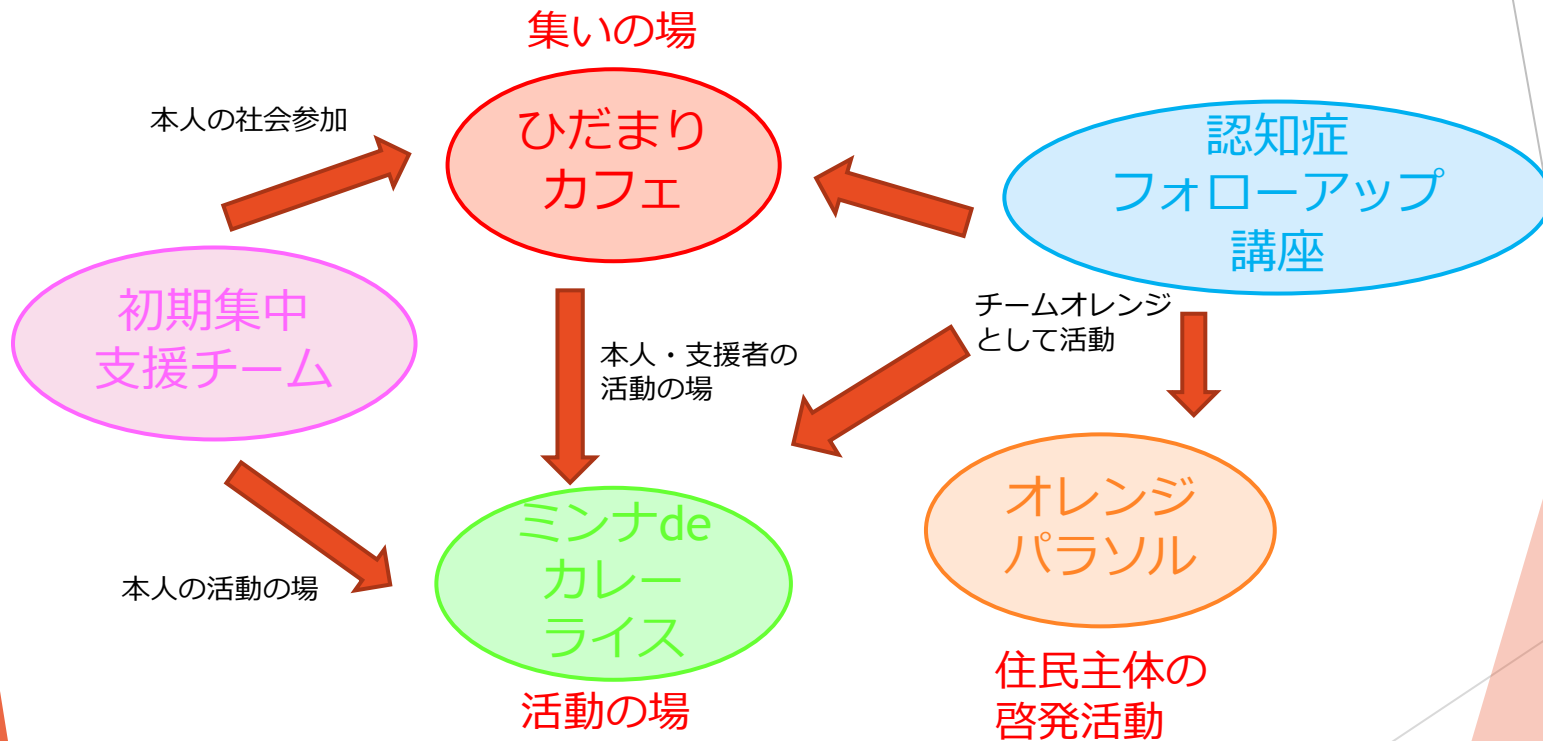 集いの場
本人の社会参加
ひだまり
カフェ
認知症
フォローアップ
講座
初期集中
支援チーム
チームオレンジ
として活動
本人・支援者の
活動の場
本人の活動の場
ミンナde
カレー
ライス
オレンジ
パラソル
活動の場
住民主体の
啓発活動